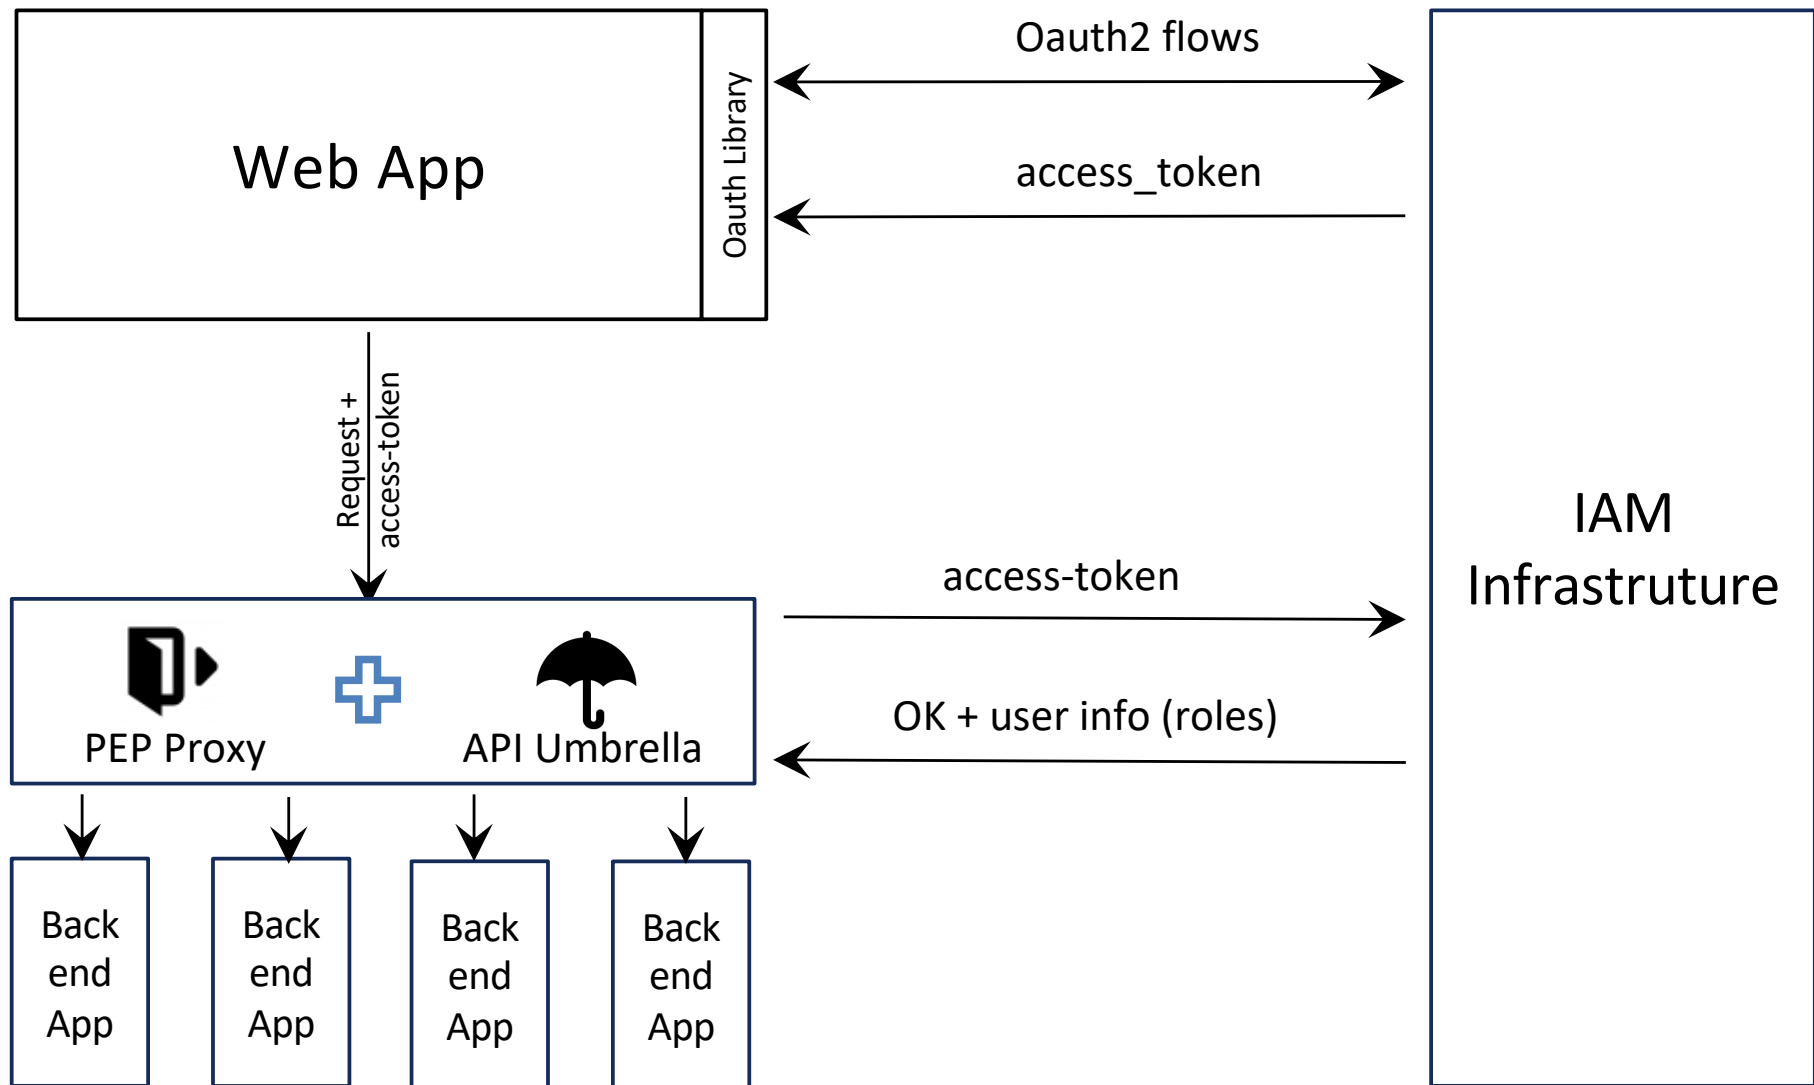 Web App
Oauth Library
Oauth2 flows
access_token
Request +
access-token
IAM
Infrastruture
access-token
OK + user info (roles)
PEP Proxy
API Umbrella
Back
end
App
Back
end
App
Back
end
App
Back
end
App